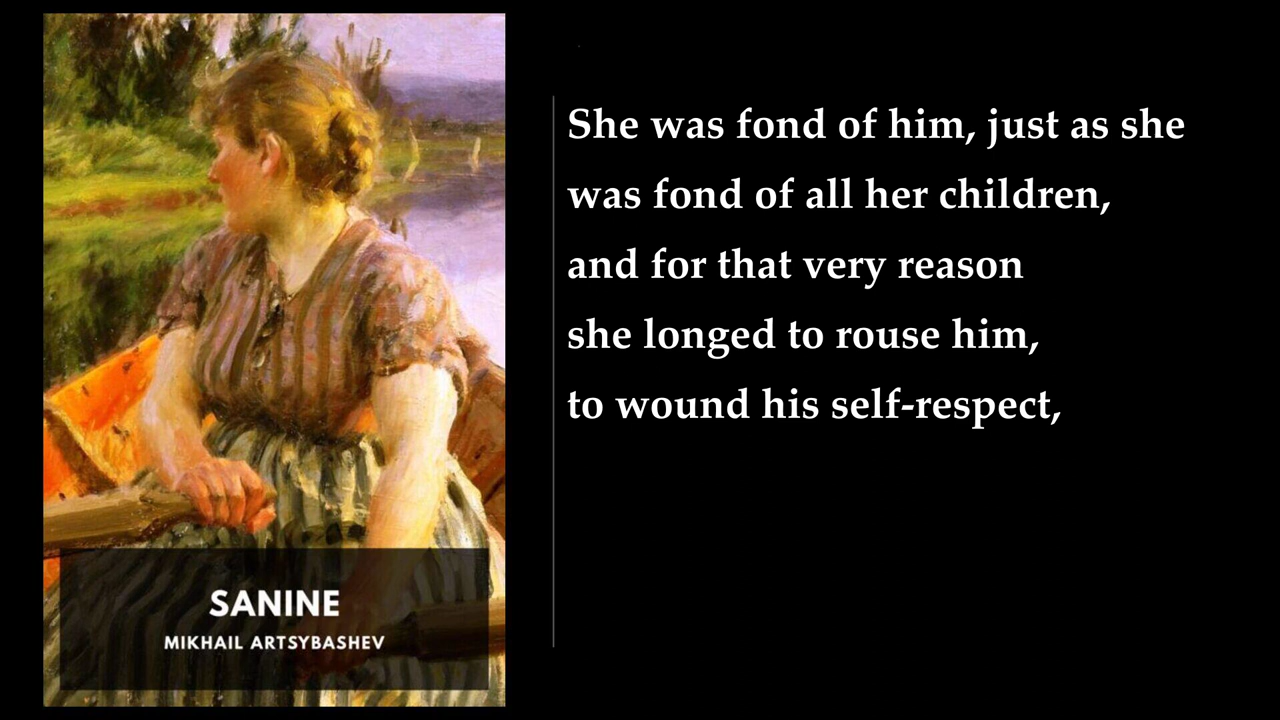 She was fond of him, just as she
was fond of all her children,
and for that very reason
she longed to rouse him,
to wound his self-respect,
SANINE
MIKHAIL ARTSYBASHEV